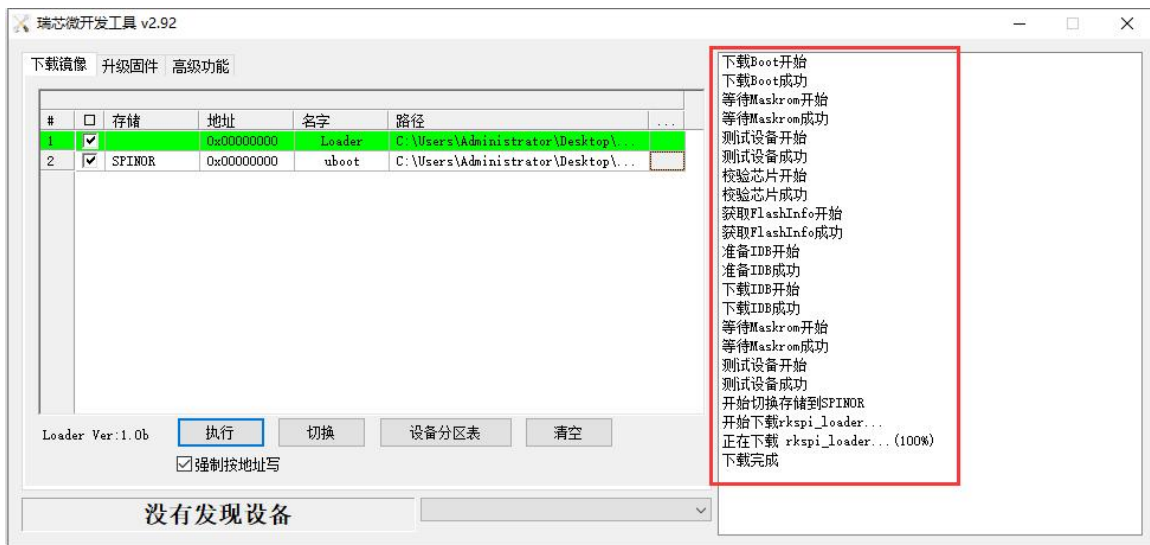 瑞芯微开发工具 v2.92
下载镜像 升级固件 高级功能
# 存储 地址 名字 路径 ...
1 0x00000000 Loader C:\Users\Administrator\Desktop\...
2 SPINOR 0x00000000 uboot C:\Users\Administrator\Desktop\...
Loader Ver:1.0b 执行 切换 设备分区表 清空
强制按地址写
没有发现设备
下载Boot开始
下载Boot成功
等待Maskrom开始
等待Maskrom成功
测试设备开始
测试设备成功
校验芯片开始
校验芯片成功
获取FlashInfo开始
获取FlashInfo成功
准备IDB开始
准备IDB成功
下载IDB开始
下载IDB成功
等待Maskrom开始
等待Maskrom成功
测试设备开始
测试设备成功
开始切换存储到SPINOR
开始下载rkspi_loader...
正在下载 rkspi_loader...(100%)
下载完成